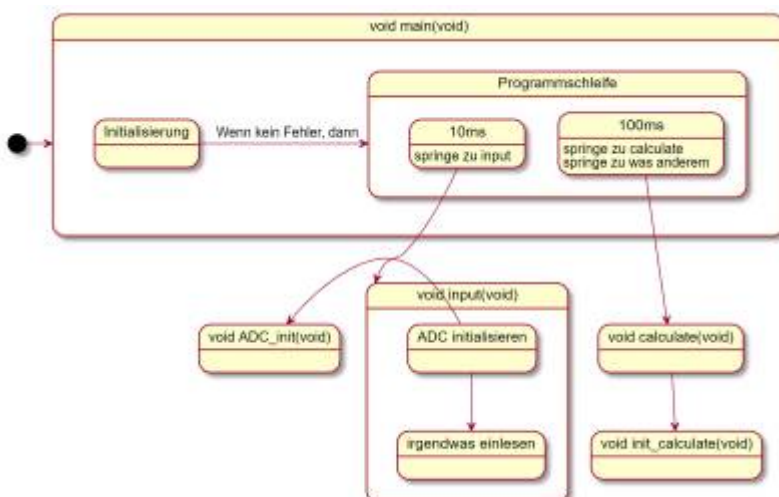 void main(void)
Programmschleife
Initialisierung
Wenn kein Fehler, dann
10ms
springe zu input
100ms
springe zu calculate
springe zu was anderem
void input(void)
void ADC_init(void)
ADC initialisieren
void calculate(void)
irgendwas einlesen
void init_calculate(void)